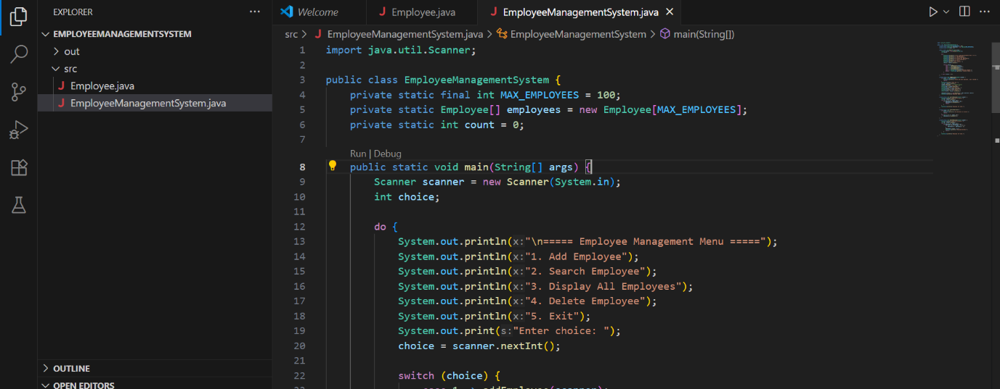 EXPLORER
EMPLOYEEMANAGEMENTSYSTEM
out
src
J Employee.java
J EmployeeManagementSystem.java
OUTLINE
OPEN EDITORS
Welcome
J Employee.java
J EmployeeManagementSystem.java
src > J EmployeeManagementSystem.java > EmployeeManagementSystem > main(String[])
1 import java.util.Scanner;
2
3 public class EmployeeManagementSystem {
4 private static final int MAX_EMPLOYEES = 100;
5 private static Employee[] employees = new Employee[MAX_EMPLOYEES];
6 private static int count = 0;
7
Run | Debug
8 public static void main(String[] args) {
9 Scanner scanner = new Scanner(System.in);
10 int choice;
11
12 do {
13 System.out.println(x:"\n===== Employee Management Menu =====");
14 System.out.println(x:"1. Add Employee");
15 System.out.println(x:"2. Search Employee");
16 System.out.println(x:"3. Display All Employees");
17 System.out.println(x:"4. Delete Employee");
18 System.out.println(x:"5. Exit");
19 System.out.print(s:"Enter choice: ");
20 choice = scanner.nextInt();
21
22 switch (choice) {
23 case 1 -> addEmployee(scanner);